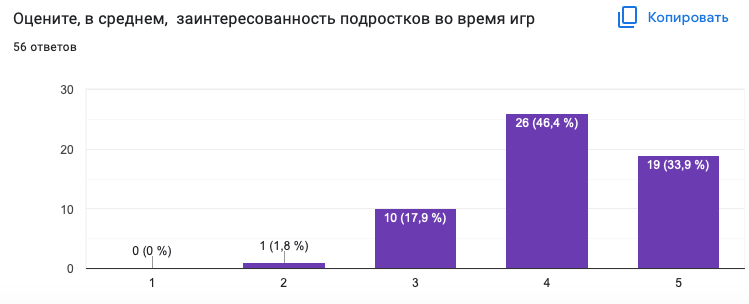 Оцените, в среднем, заинтересованность подростков во время игр
Копировать
56 ответов
30
20
10
0
0 (0 %)
1 (1,8 %)
10 (17,9 %)
26 (46,4 %)
19 (33,9 %)
1
2
3
4
5